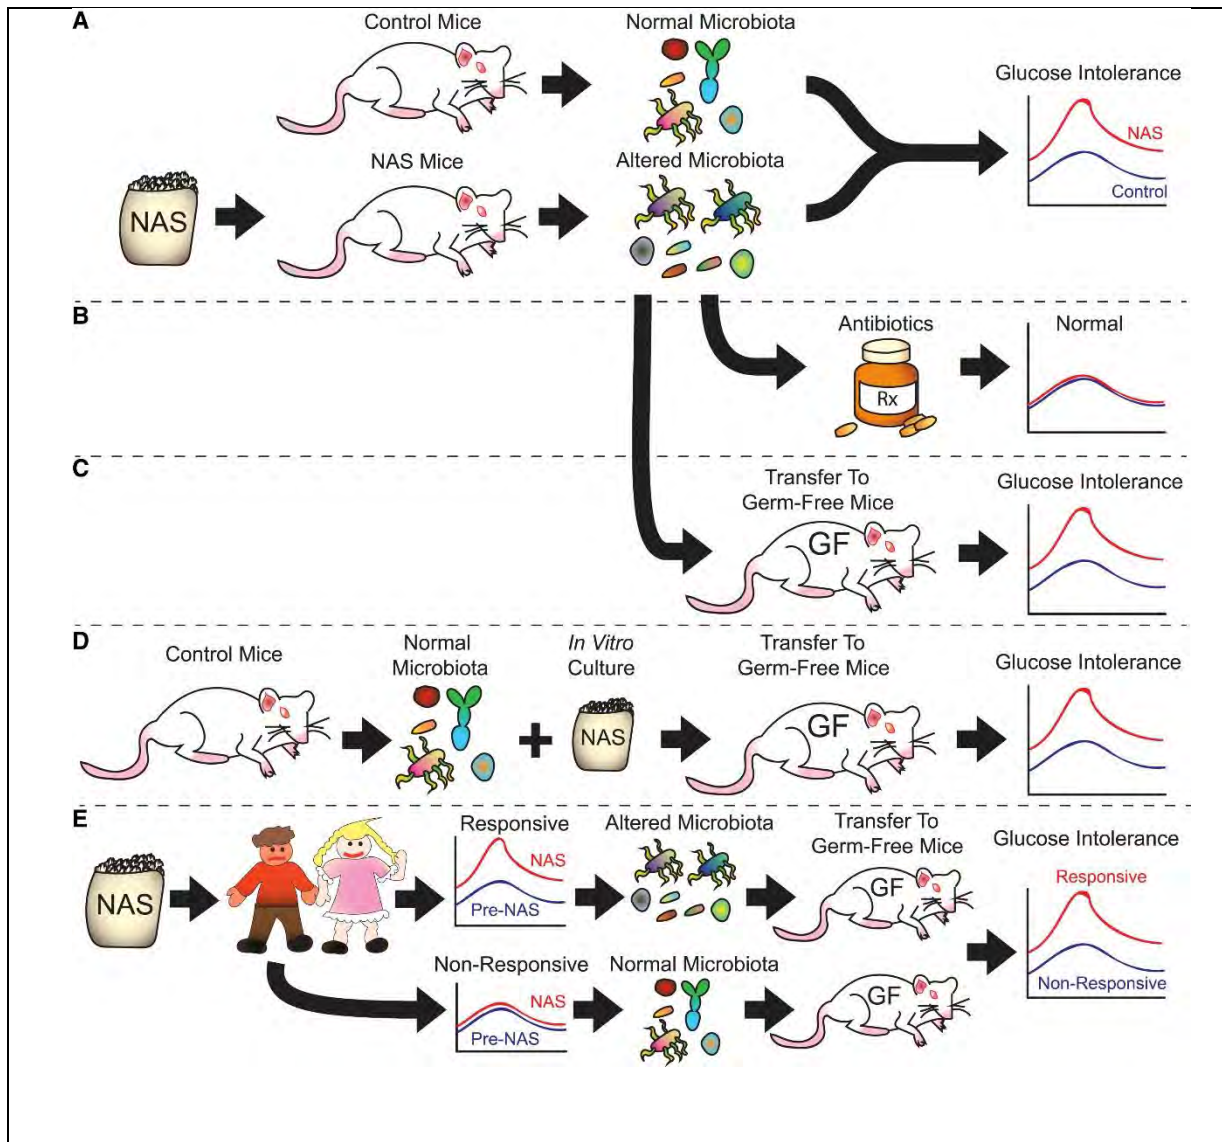 A
Control Mice
Normal Microbiota
Glucose Intolerance
NAS
Control
NAS Mice
Altered Microbiota
NAS
B
Antibiotics
Normal
Rx
C
Transfer To
Germ-Free Mice
Glucose Intolerance
GF
D
Control Mice
Normal
Microbiota
In Vitro
Culture
Transfer To
Germ-Free Mice
Glucose Intolerance
NAS
GF
E
NAS
Responsive
NAS
Pre-NAS
Altered Microbiota
Transfer To
Germ-Free Mice
GF
Glucose Intolerance
Responsive
Non-Responsive
Non-Responsive
NAS
Pre-NAS
Normal Microbiota
GF